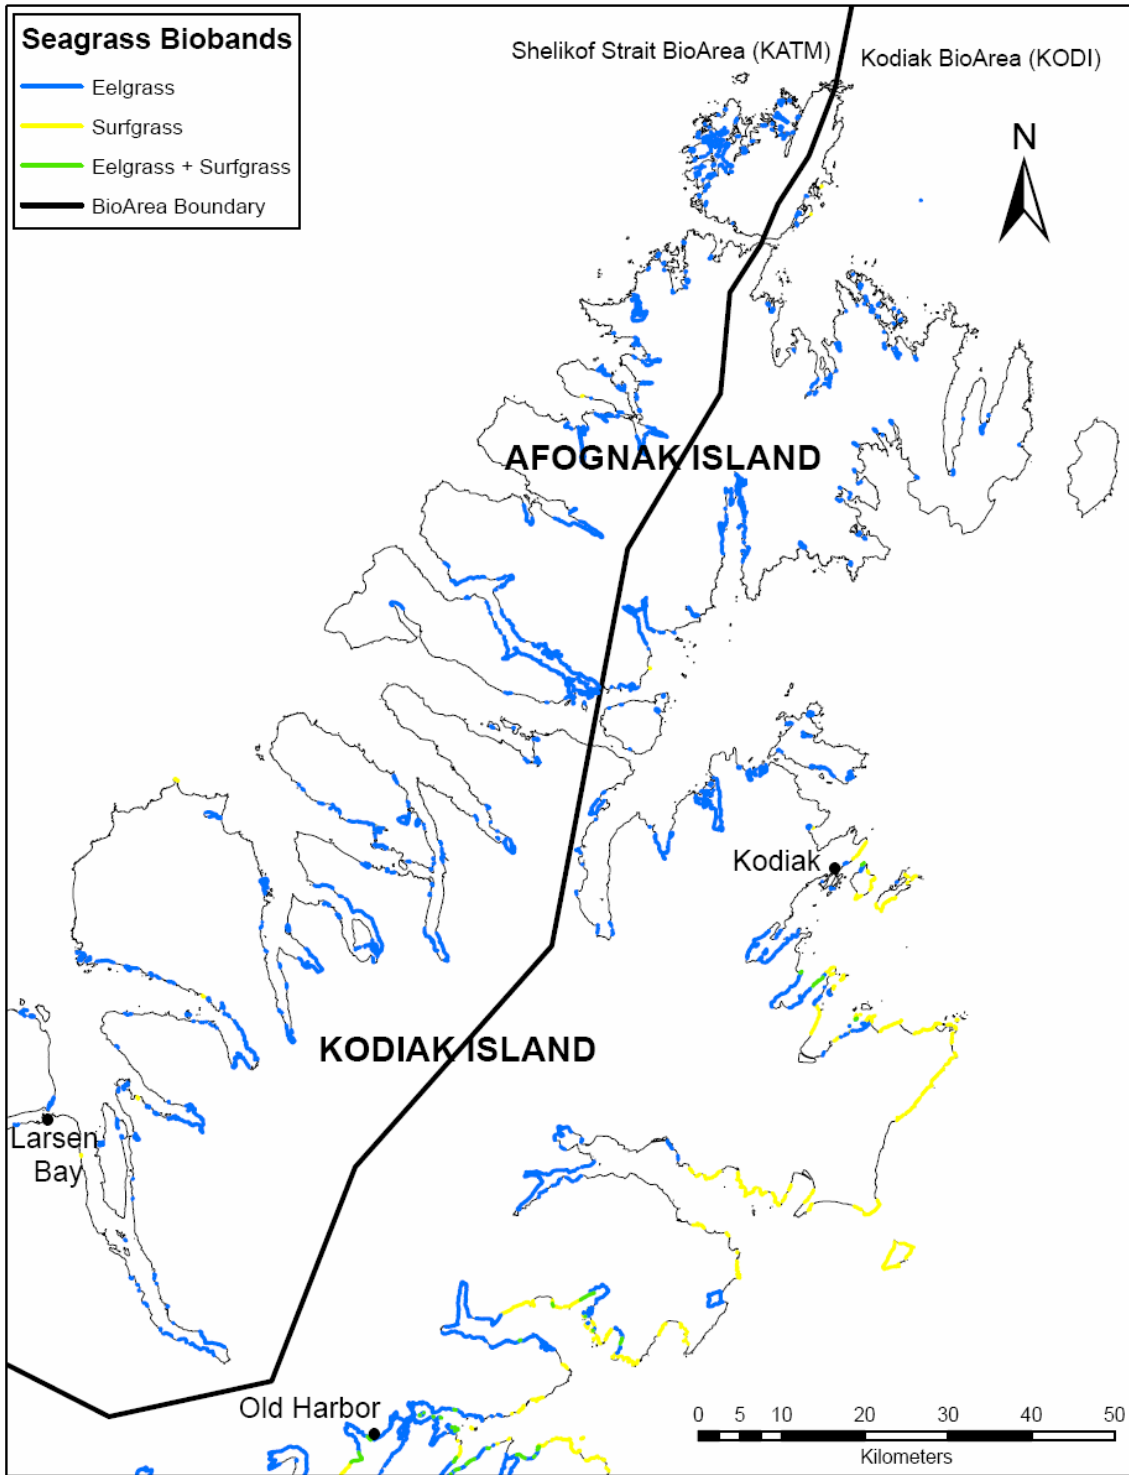 Seagrass Biobands
Eelgrass
Surfgrass
Eelgrass + Surfgrass
BioArea Boundary
Shelikof Strait BioArea (KATM)
Kodiak BioArea (KODI)
N
AFOGNAK ISLAND
Kodiak
KODIAK ISLAND
Larsen
Bay
Old Harbor
0 5 10 20 30 40 50
Kilometers